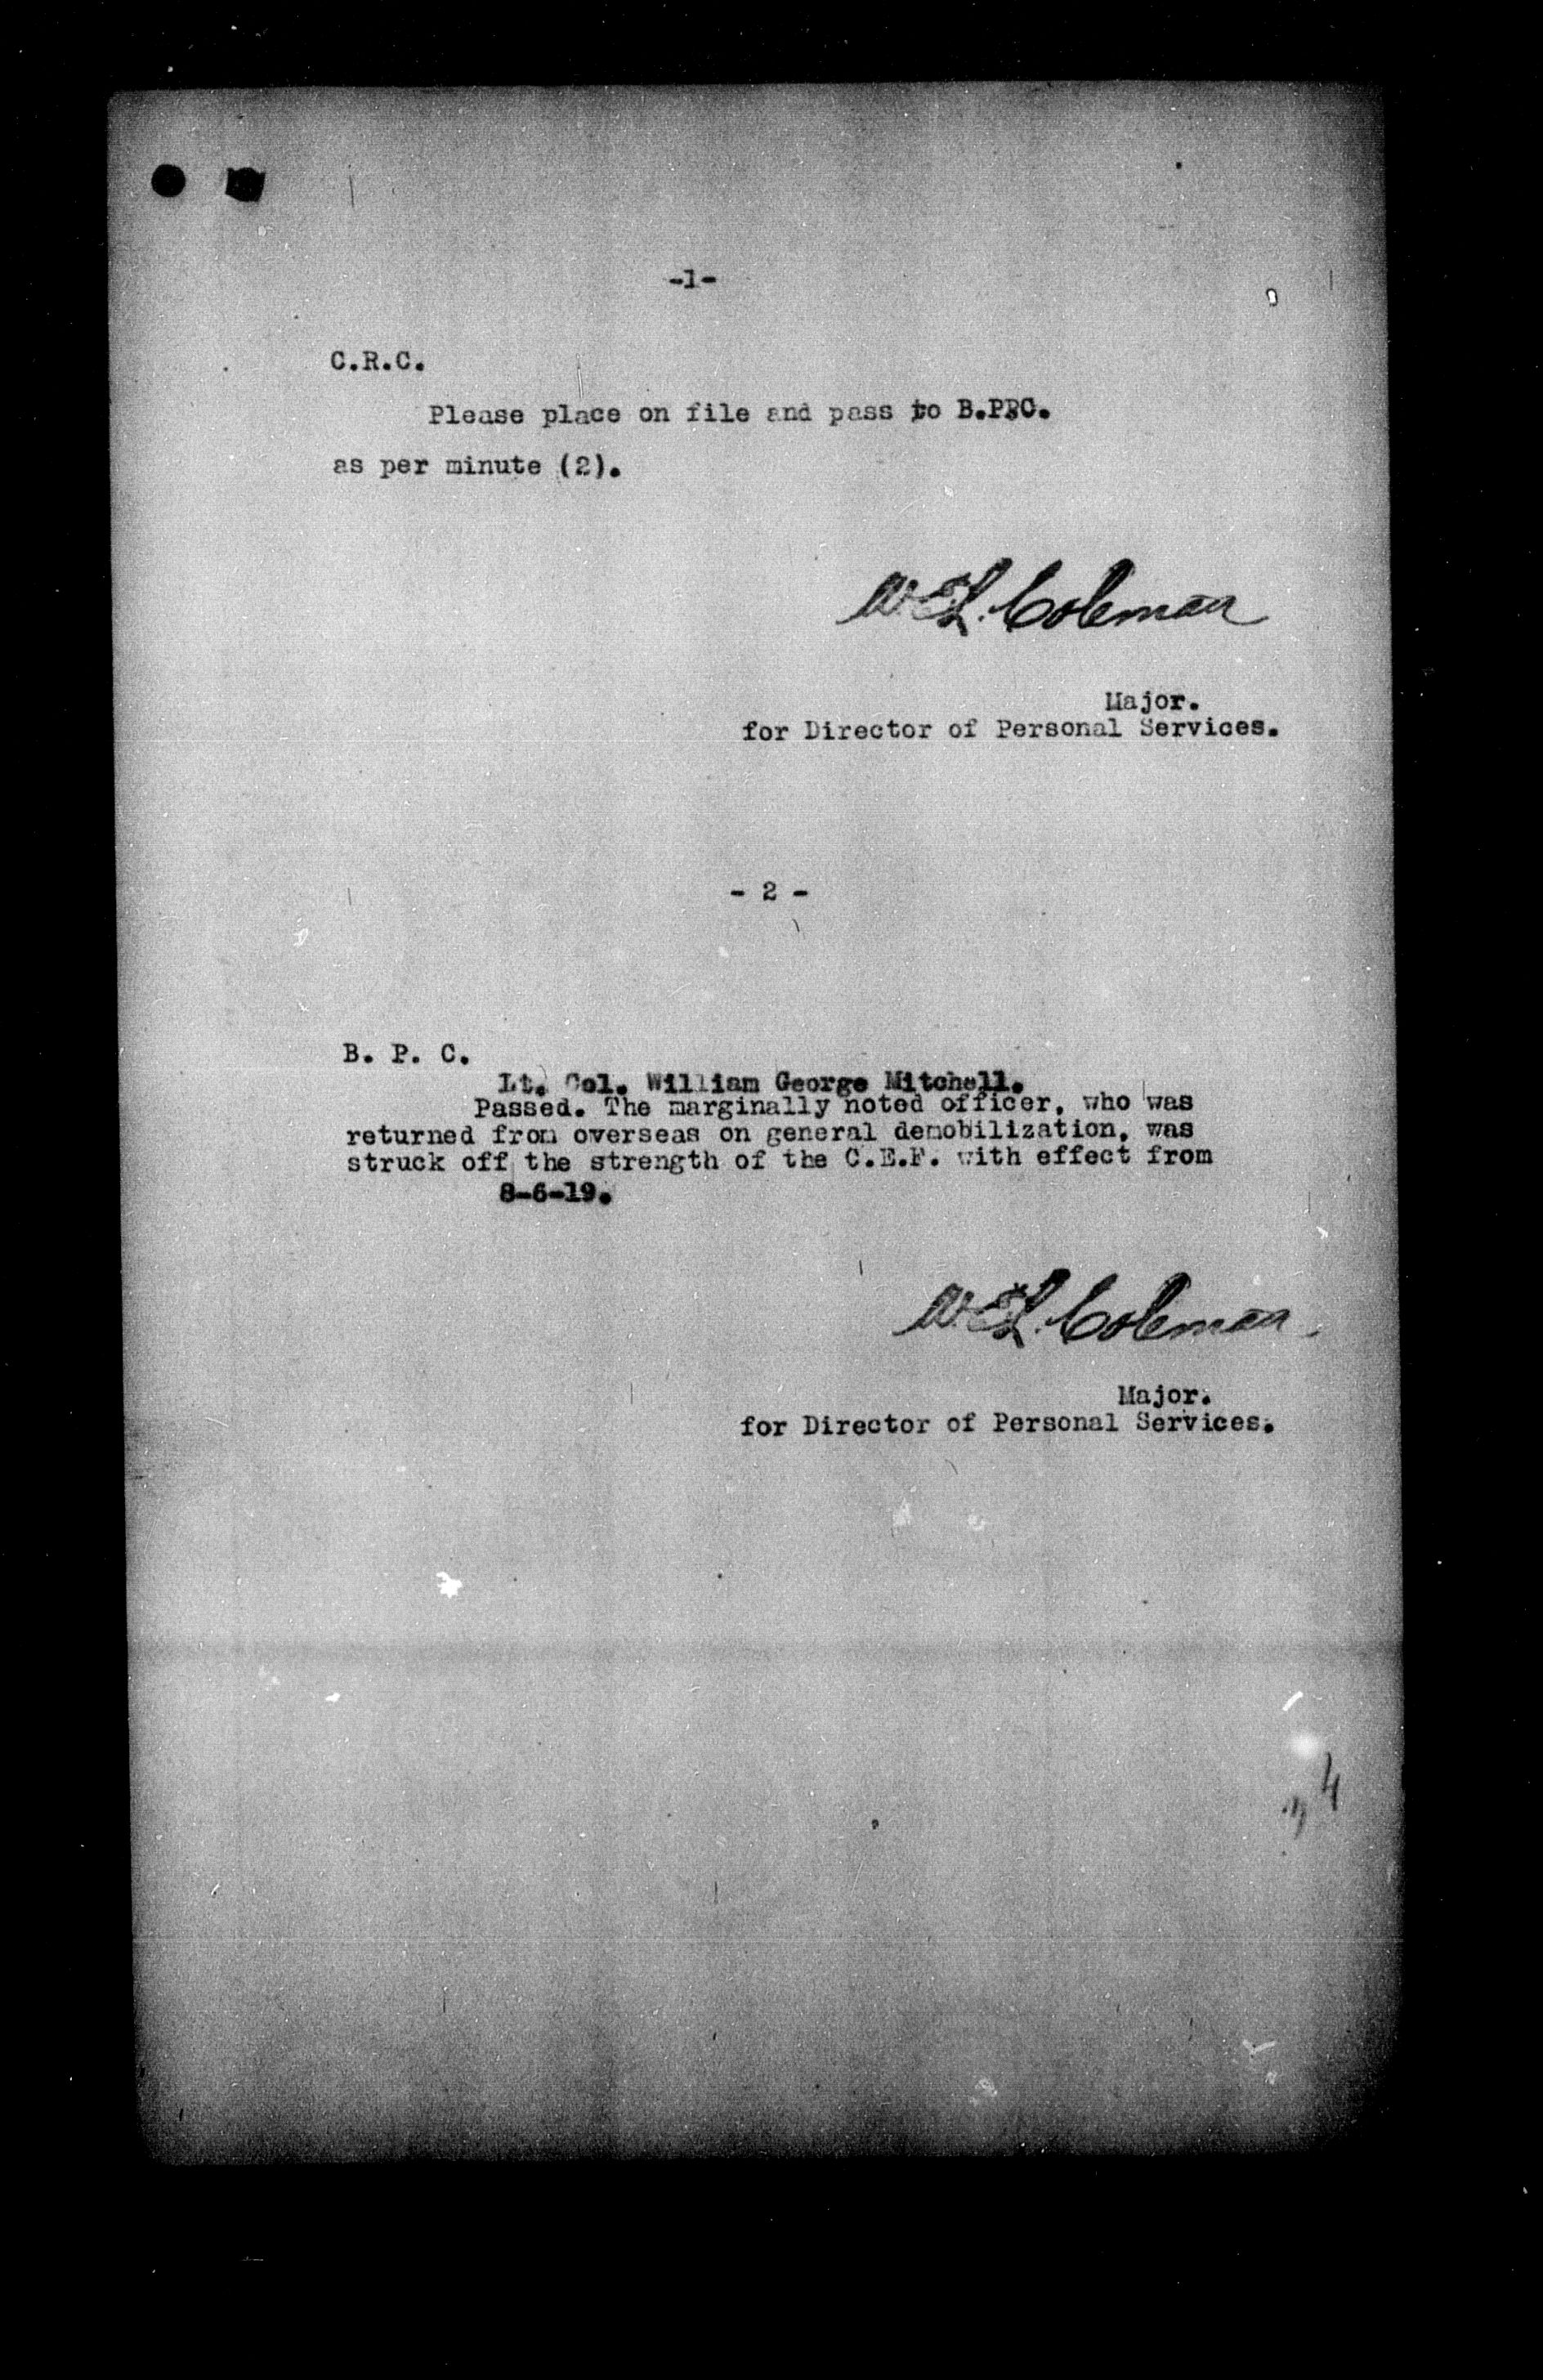 -1-
C.R.C.
Please place on file and pass to B.P.C.
as per minute (2).
W. E. L. Coleman
Major.
for Director of Personal Services.
- 2 -
B. P. C.
Lt. Col. William George Mitchell.
Passed. The marginally noted officer, who was
returned from overseas on general demobilization, was
struck off the strength of the C.E.F. with effect from
8-6-19.
W. E. L. Coleman
Major.
for Director of Personal Services.